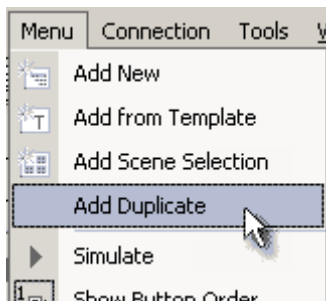 Menu Connection Tools
Add New
Add from Template
Add Scene Selection
Add Duplicate
Simulate
Show Button Order